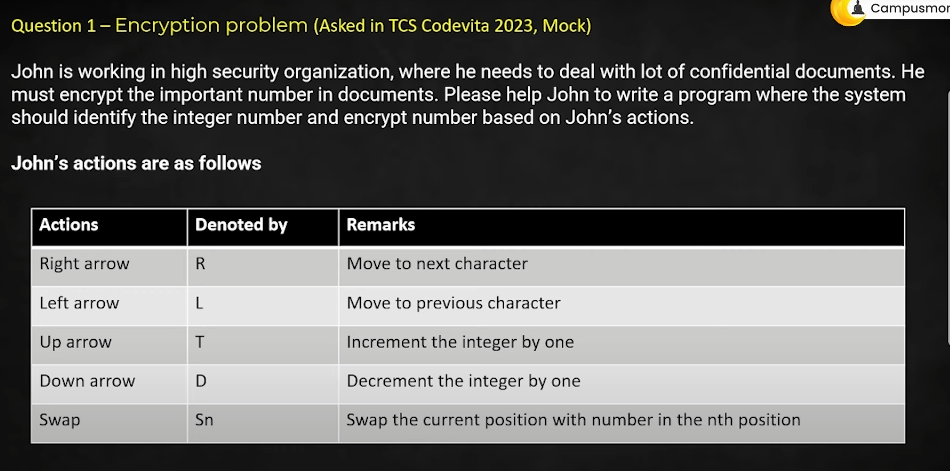 Campusmon
Question 1 – Encryption problem (Asked in TCS Codevita 2023, Mock)
John is working in high security organization, where he needs to deal with lot of confidential documents. He
must encrypt the important number in documents. Please help John to write a program where the system
should identify the integer number and encrypt number based on John’s actions.
John’s actions are as follows
Actions Denoted by Remarks
Right arrow R Move to next character
Left arrow L Move to previous character
Up arrow T Increment the integer by one
Down arrow D Decrement the integer by one
Swap Sn Swap the current position with number in the nth position